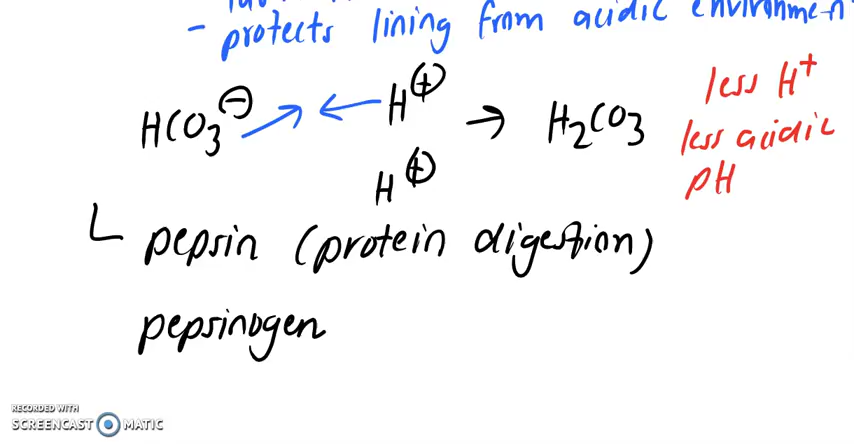 - protects lining from acidic environment
HCO3⊖ H⊕ → H2CO3
less H+
less acidic
pH
H⊕
pepsin (protein digestion)
pepsinogen
RECORDED WITH
SCREENCAST MATIC